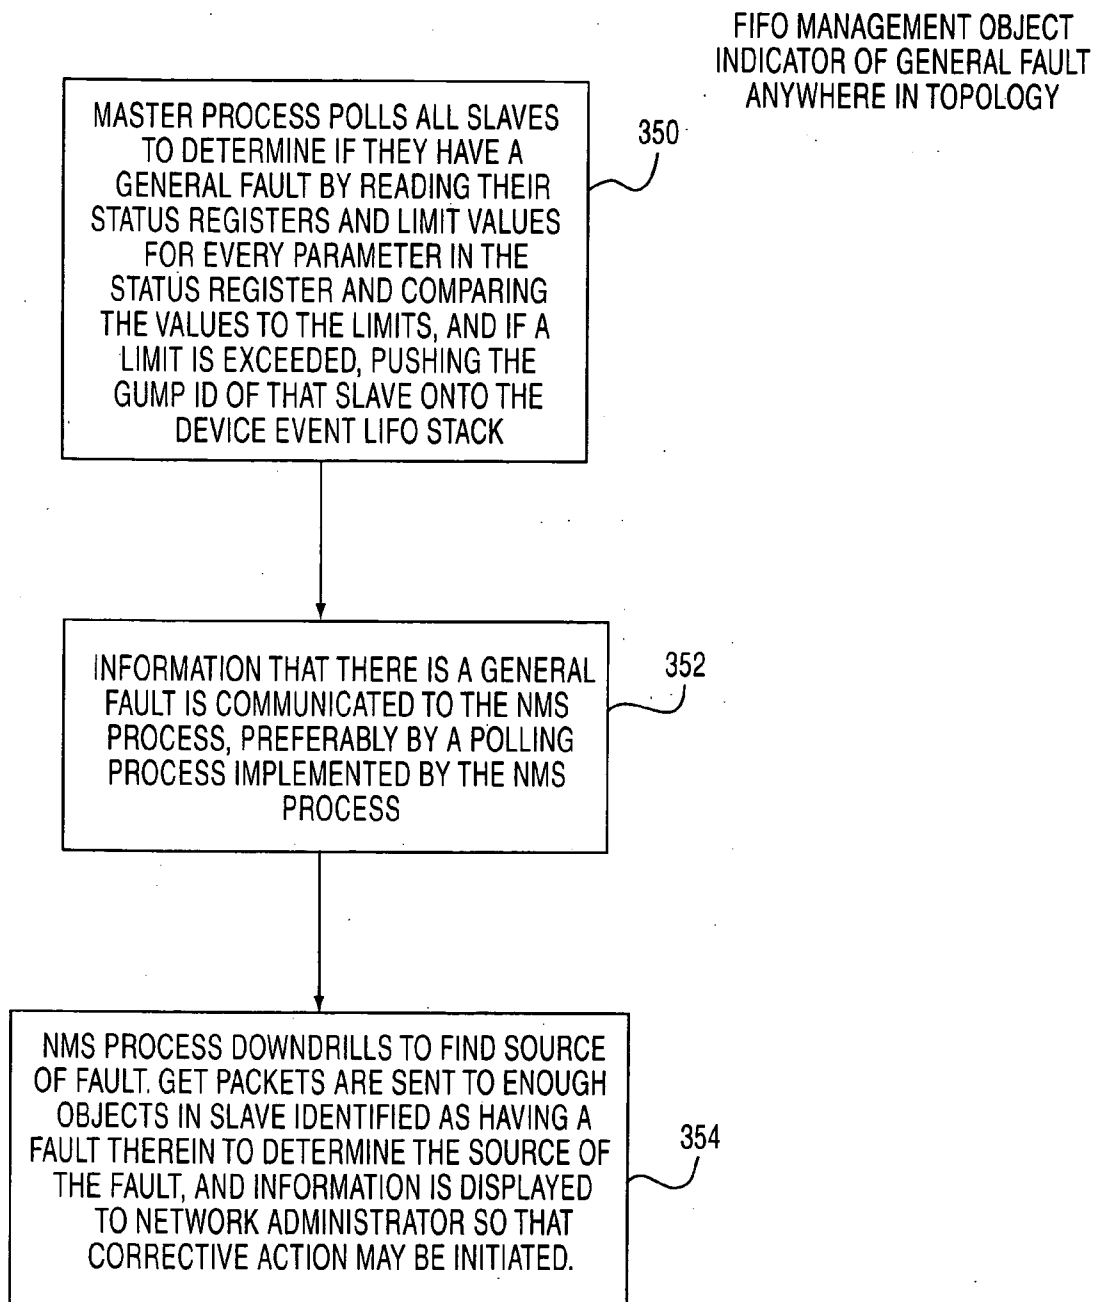 FIFO MANAGEMENT OBJECT
INDICATOR OF GENERAL FAULT
ANYWHERE IN TOPOLOGY
MASTER PROCESS POLLS ALL SLAVES
TO DETERMINE IF THEY HAVE A
GENERAL FAULT BY READING THEIR
STATUS REGISTERS AND LIMIT VALUES
FOR EVERY PARAMETER IN THE
STATUS REGISTER AND COMPARING
THE VALUES TO THE LIMITS, AND IF A
LIMIT IS EXCEEDED, PUSHING THE
GUMP ID OF THAT SLAVE ONTO THE
DEVICE EVENT LIFO STACK
350
INFORMATION THAT THERE IS A GENERAL
FAULT IS COMMUNICATED TO THE NMS
PROCESS, PREFERABLY BY A POLLING
PROCESS IMPLEMENTED BY THE NMS
PROCESS
352
NMS PROCESS DOWNDRILLS TO FIND SOURCE
OF FAULT. GET PACKETS ARE SENT TO ENOUGH
OBJECTS IN SLAVE IDENTIFIED AS HAVING A
FAULT THEREIN TO DETERMINE THE SOURCE OF
THE FAULT, AND INFORMATION IS DISPLAYED
TO NETWORK ADMINISTRATOR SO THAT
CORRECTIVE ACTION MAY BE INITIATED.
354